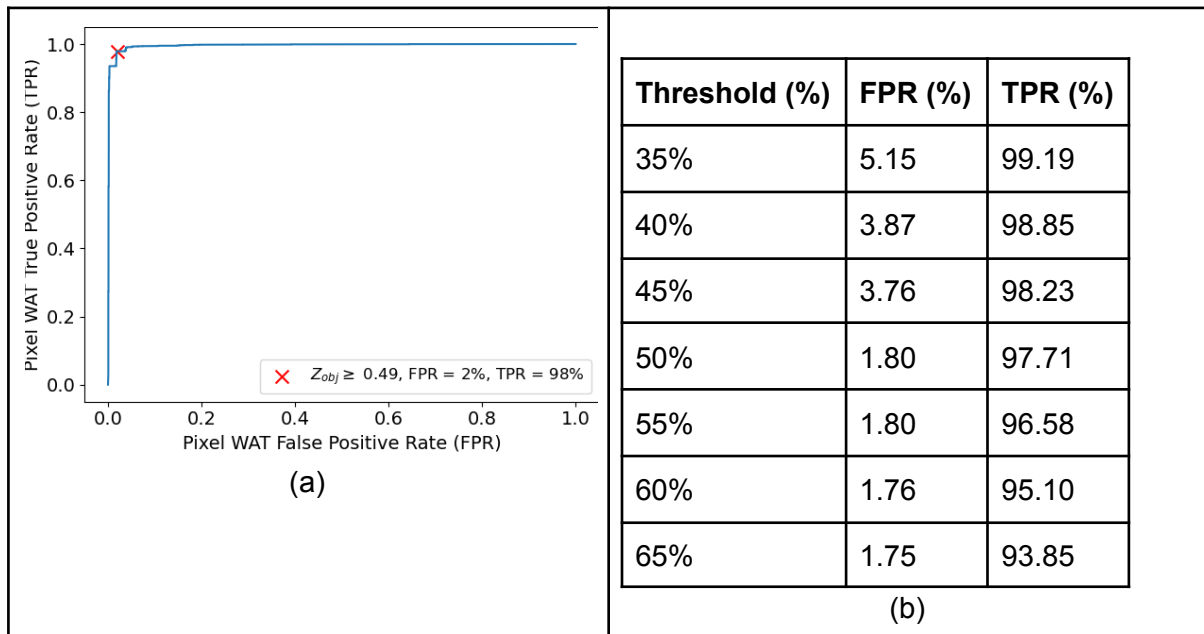 Pixel WAT True Positive Rate (TPR)
1.0
0.8
0.6
0.4
0.2
0.0
Z_obj ≥ 0.49, FPR = 2%, TPR = 98%
0.0 0.2 0.4 0.6 0.8 1.0
Pixel WAT False Positive Rate (FPR)
(a)
Threshold (%) FPR (%) TPR (%)
35% 5.15 99.19
40% 3.87 98.85
45% 3.76 98.23
50% 1.80 97.71
55% 1.80 96.58
60% 1.76 95.10
65% 1.75 93.85
(b)